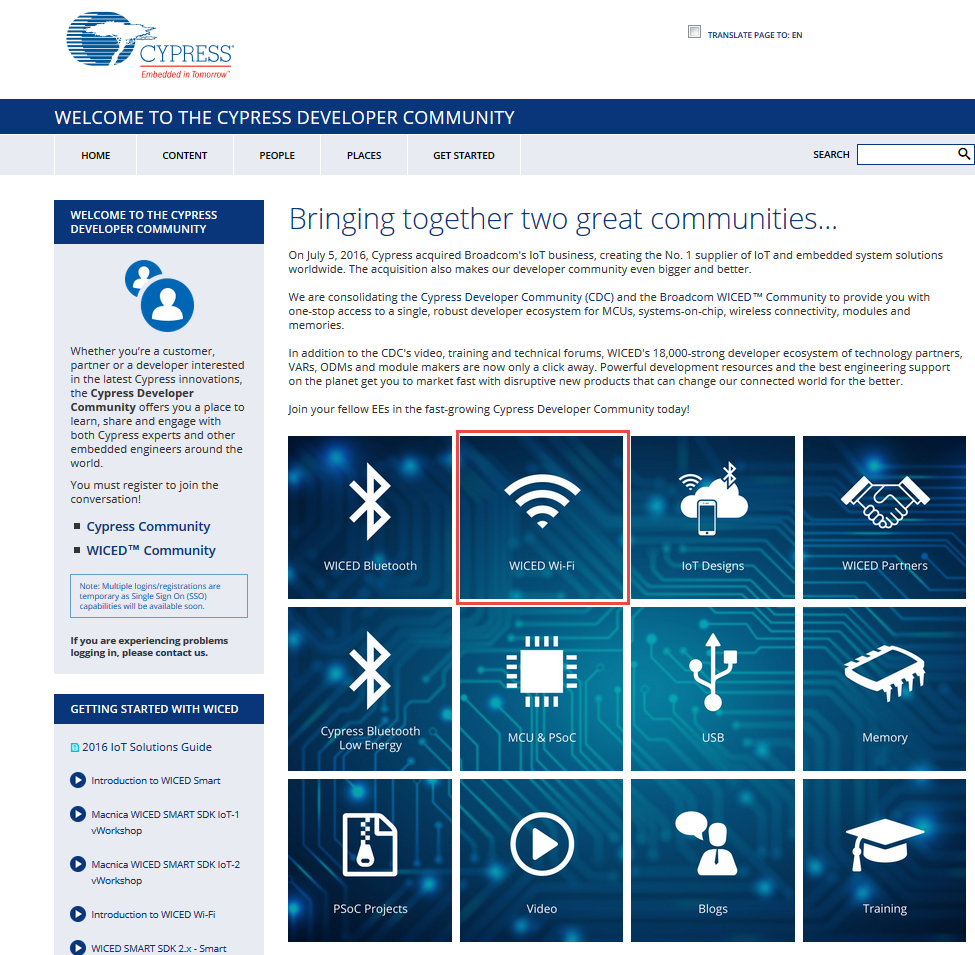 CYPRESS
Embedded in Tomorrow™
TRANSLATE PAGE TO: EN
WELCOME TO THE CYPRESS DEVELOPER COMMUNITY
HOME
CONTENT
PEOPLE
PLACES
GET STARTED
SEARCH
WELCOME TO THE CYPRESS
DEVELOPER COMMUNITY
Whether you're a customer,
partner or a developer interested
in the latest Cypress innovations,
the Cypress Developer
Community offers you a place to
learn, share and engage with
both Cypress experts and other
embedded engineers around the
world.
You must register to join the
conversation!
Cypress Community
WICED™ Community
Note: Multiple logins/registrations are
temporary as Single Sign On (SSO)
capabilities will be available soon.
If you are experiencing problems
logging in, please contact us.
GETTING STARTED WITH WICED
2016 IoT Solutions Guide
Introduction to WICED Smart
Macnica WICED SMART SDK IoT-1
vWorkshop
Macnica WICED SMART SDK IoT-2
vWorkshop
Introduction to WICED Wi-Fi
WICED SMART SDK 2.x - Smart
Bringing together two great communities...
On July 5, 2016, Cypress acquired Broadcom's IoT business, creating the No. 1 supplier of IoT and embedded system solutions
worldwide. The acquisition also makes our developer community even bigger and better.
We are consolidating the Cypress Developer Community (CDC) and the Broadcom WICED™ Community to provide you with
one-stop access to a single, robust developer ecosystem for MCUs, systems-on-chip, wireless connectivity, modules and
memories.
In addition to the CDC's video, training and technical forums, WICED's 18,000-strong developer ecosystem of technology partners,
VARs, ODMs and module makers are now only a click away. Powerful development resources and the best engineering support
on the planet get you to market fast with disruptive new products that can change our connected world for the better.
Join your fellow EEs in the fast-growing Cypress Developer Community today!
WICED Bluetooth
WICED Wi-Fi
IoT Designs
WICED Partners
Cypress Bluetooth
Low Energy
MCU & PSoC
USB
Memory
PSoC Projects
Video
Blogs
Training